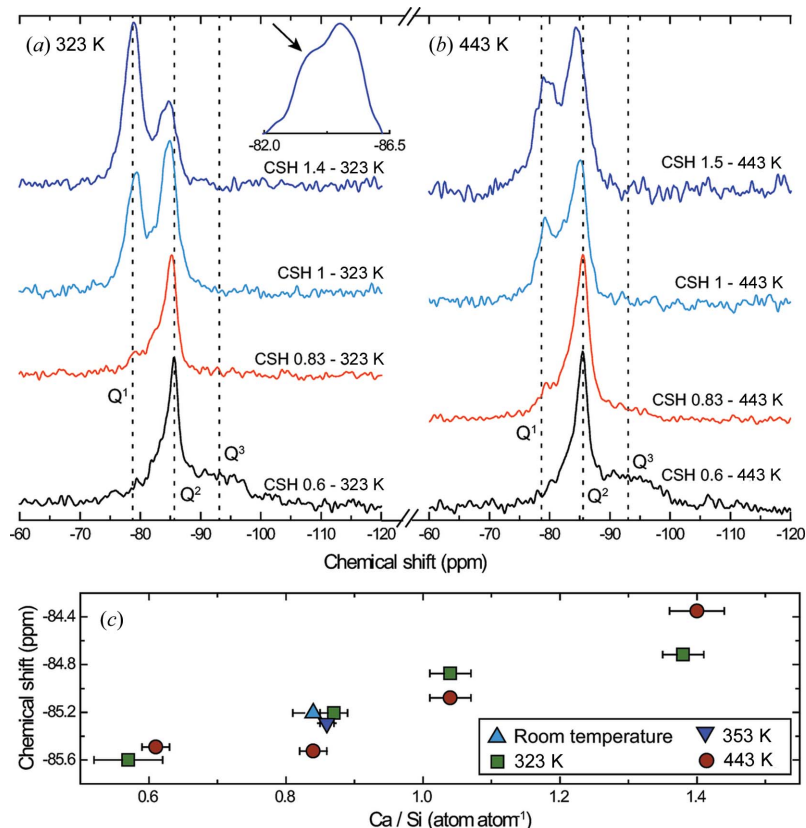 (a) 323 K
-82.0 -86.5
CSH 1.4 - 323 K
CSH 1 - 323 K
CSH 0.83 - 323 K
Q1
Q3
CSH 0.6 - 323 K
Q2
-60 -70 -80 -90 -100 -110 -120
(b) 443 K
CSH 1.5 - 443 K
CSH 1 - 443 K
CSH 0.83 - 443 K
Q1
Q3
CSH 0.6 - 443 K
Q2
-60 -70 -80 -90 -100 -110 -120
Chemical shift (ppm)
(c)
Chemical shift (ppm)
-84.4
-84.8
-85.2
-85.6
Room temperature 353 K
323 K 443 K
0.6 0.8 1.0 1.2 1.4
Ca / Si (atom atom-1)